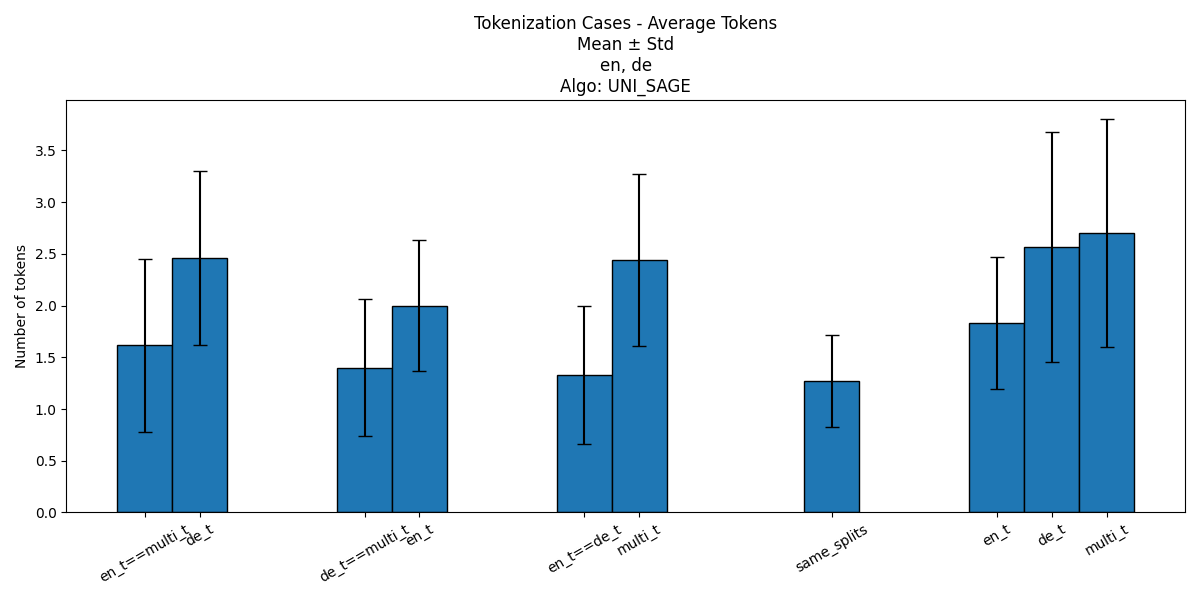 Tokenization Cases - Average Tokens
Mean ± Std
en, de
Algo: UNI_SAGE
Number of tokens
3.5
3.0
2.5
2.0
1.5
1.0
0.5
0.0
en_t==multi_t
de_t
de_t==multi_t
en_t
en_t==de_t
multi_t
same_splits
en_t
de_t
multi_t